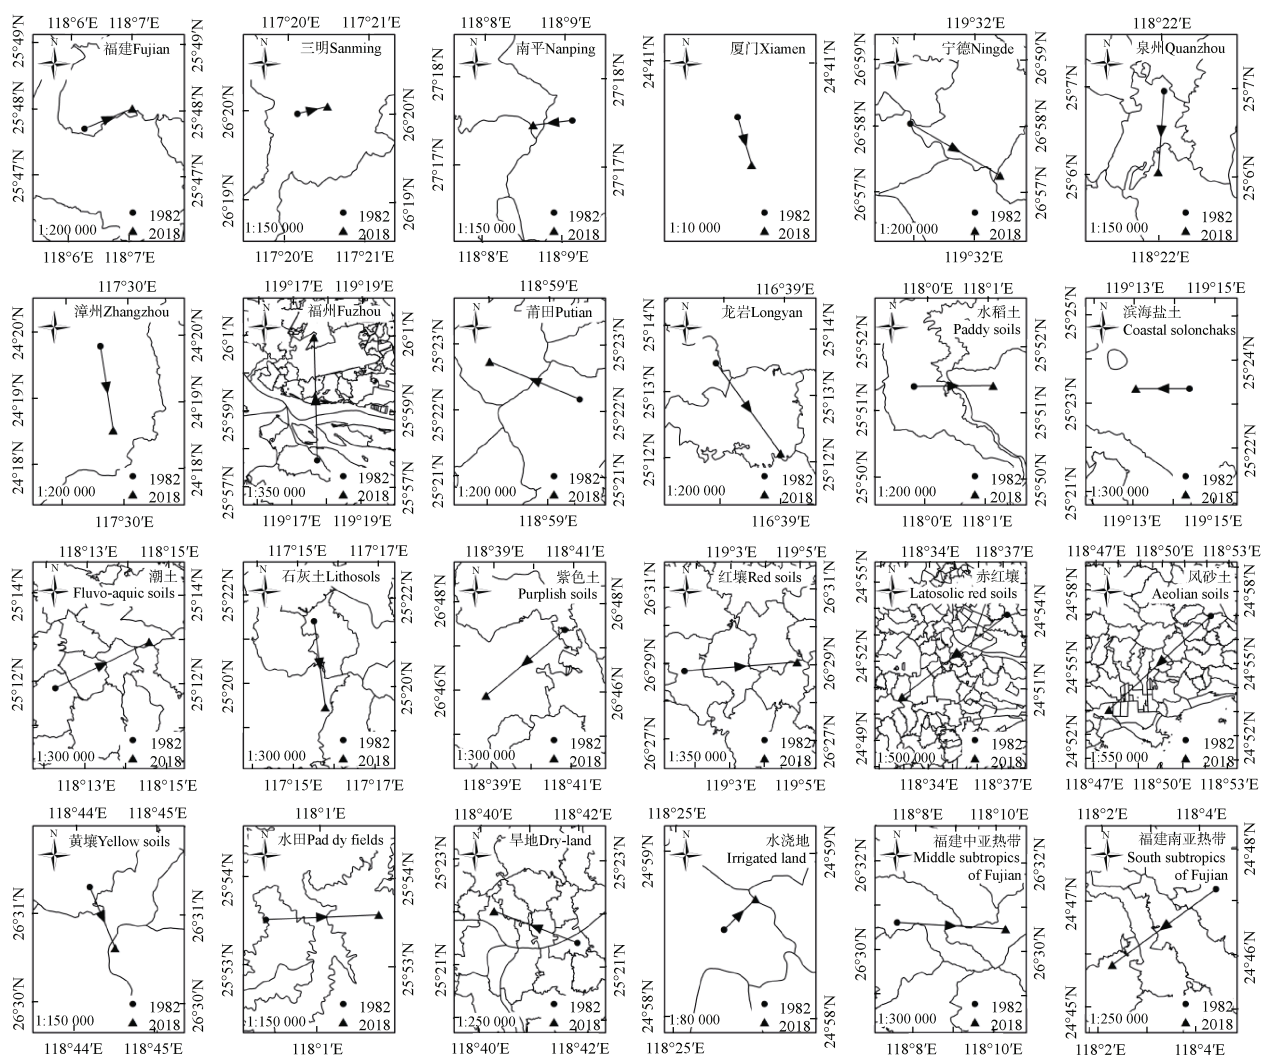 118°6′E 118°7′E
25°49′N
25°48′N
25°47′N
N
福建Fujian
1:200 000
1982
2018
25°49′N
25°48′N
25°47′N
118°6′E 118°7′E
117°20′E 117°21′E
26°20′N
26°19′N
N
三明Sanming
1:150 000
1982
2018
26°20′N
26°19′N
117°20′E 117°21′E
118°8′E 118°9′E
27°18′N
27°17′N
N
南平Nanping
1:150 000
1982
2018
27°18′N
27°17′N
118°8′E 118°9′E
24°41′N
N
厦门Xiamen
1:10 000
1982
2018
24°41′N
119°32′E
26°59′N
26°58′N
26°57′N
N
宁德Ningde
1:200 000
1982
2018
26°59′N
26°58′N
26°57′N
119°32′E
118°22′E
25°7′N
25°6′N
N
泉州Quanzhou
1:150 000
1982
2018
25°7′N
25°6′N
118°22′E
117°30′E
24°20′N
24°19′N
24°18′N
N
漳州Zhangzhou
1:200 000
1982
2018
24°20′N
24°19′N
24°18′N
117°30′E
119°17′E 119°19′E
26°1′N
25°59′N
25°57′N
N
福州Fuzhou
1:350 000
1982
2018
26°1′N
25°59′N
25°57′N
119°17′E 119°19′E
118°59′E
25°23′N
25°22′N
25°21′N
N
莆田Putian
1:200 000
1982
2018
25°23′N
25°22′N
25°21′N
118°59′E
116°39′E
25°14′N
25°13′N
25°12′N
N
龙岩Longyan
1:200 000
1982
2018
25°14′N
25°13′N
25°12′N
116°39′E
118°0′E 118°1′E
25°52′N
25°51′N
25°50′N
N
水稻土
Paddy soils
1:200 000
1982
2018
25°52′N
25°51′N
25°50′N
118°0′E 118°1′E
119°13′E 119°15′E
25°25′N
25°23′N
25°21′N
N
滨海盐土
Coastal solonchaks
1:300 000
1982
2018
25°24′N
25°22′N
119°13′E 119°15′E
118°13′E 118°15′E
25°14′N
25°12′N
N
潮土
Fluvo-aquic soils
1:300 000
1982
2018
25°14′N
25°12′N
118°13′E 118°15′E
117°15′E 117°17′E
25°22′N
25°20′N
N
石灰土Lithosols
1:300 000
1982
2018
25°22′N
25°20′N
117°15′E 117°17′E
118°39′E 118°41′E
26°48′N
26°46′N
N
紫色土
Purplish soils
1:300 000
1982
2018
26°48′N
26°46′N
118°39′E 118°41′E
119°3′E 119°5′E
26°31′N
26°29′N
26°27′N
N
红壤Red soils
1:350 000
1982
2018
26°31′N
26°29′N
26°27′N
119°3′E 119°5′E
118°34′E 118°37′E
24°55′N
24°52′N
24°49′N
N
赤红壤
Latosolic red soils
1:500 000
1982
2018
24°54′N
24°51′N
118°34′E 118°37′E
118°47′E 118°50′E 118°53′E
24°58′N
24°55′N
24°52′N
N
风砂土
Aeolian soils
1:550 000
1982
2018
24°58′N
24°55′N
24°52′N
118°47′E 118°50′E 118°53′E
118°44′E 118°45′E
26°31′N
26°30′N
N
黄壤Yellow soils
1:150 000
1982
2018
26°31′N
26°30′N
118°44′E 118°45′E
118°1′E
25°54′N
25°53′N
N
水田Pad dy fields
1:150 000
1982
2018
25°54′N
25°53′N
118°1′E
118°40′E 118°42′E
25°23′N
25°21′N
N
旱地Dry-land
1:250 000
1982
2018
25°23′N
25°21′N
118°40′E 118°42′E
118°25′E
24°59′N
24°58′N
N
水浇地
Irrigated land
1:80 000
1982
2018
24°59′N
24°58′N
118°25′E
118°8′E 118°10′E
26°32′N
26°30′N
N
福建中亚热带
Middle subtropics
of Fujian
1:300 000
1982
2018
26°32′N
26°30′N
118°8′E 118°10′E
118°2′E 118°4′E
24°47′N
24°45′N
N
福建南亚热带
South subtropics
of Fujian
1:250 000
1982
2018
24°48′N
24°46′N
118°2′E 118°4′E